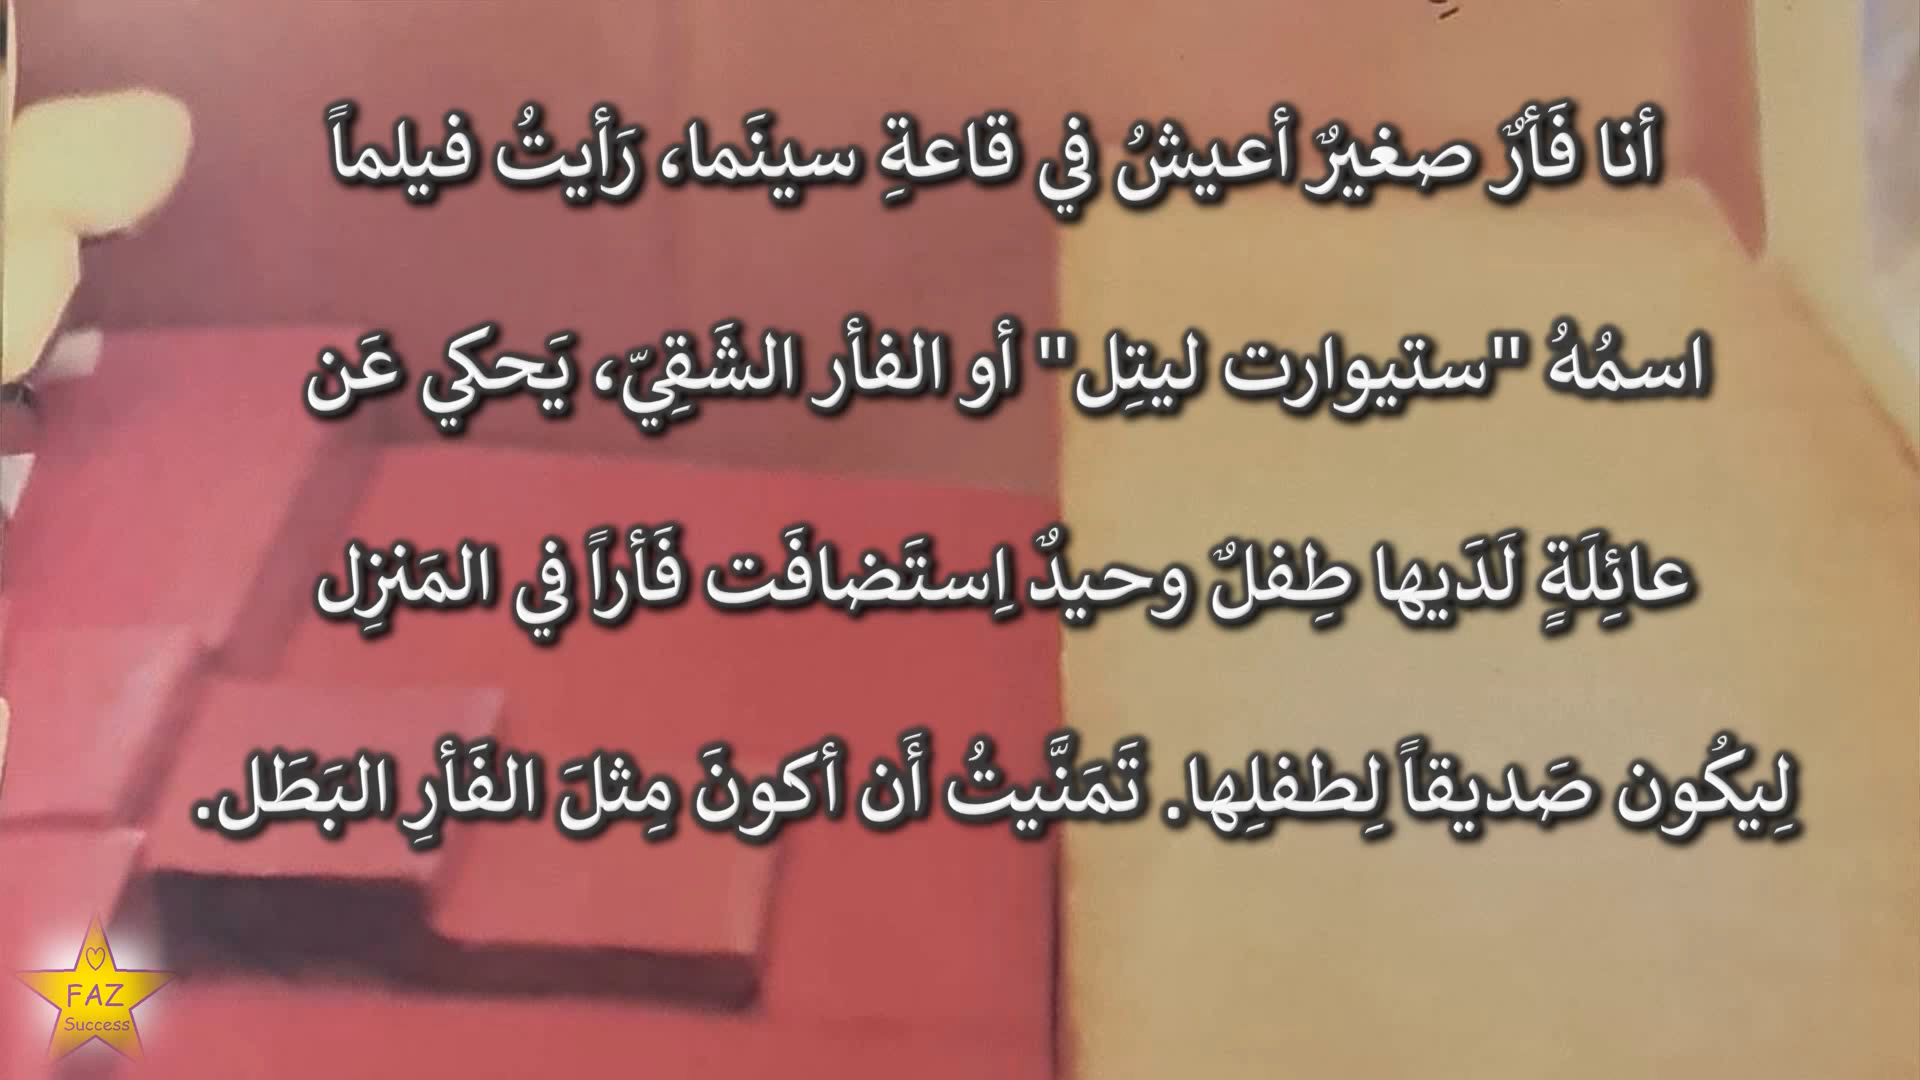 أنا فَأرٌ صغيرٌ أعيشُ في قاعةِ سينَما، رَأيتُ فيلماً
اسمُهُ "ستيوارت ليتِل" أو الفأر الشَقِيّ، يَحكي عَن
عائِلَةٍ لَدَيها طِفلٌ وحيدٌ اِستَضافَت فَأراً في المَنزِل
لِيكُون صَديقاً لِطفلِها. تَمَنَّيتُ أَن أكونَ مِثلَ الفَأرِ البَطَل.
FAZ
Success